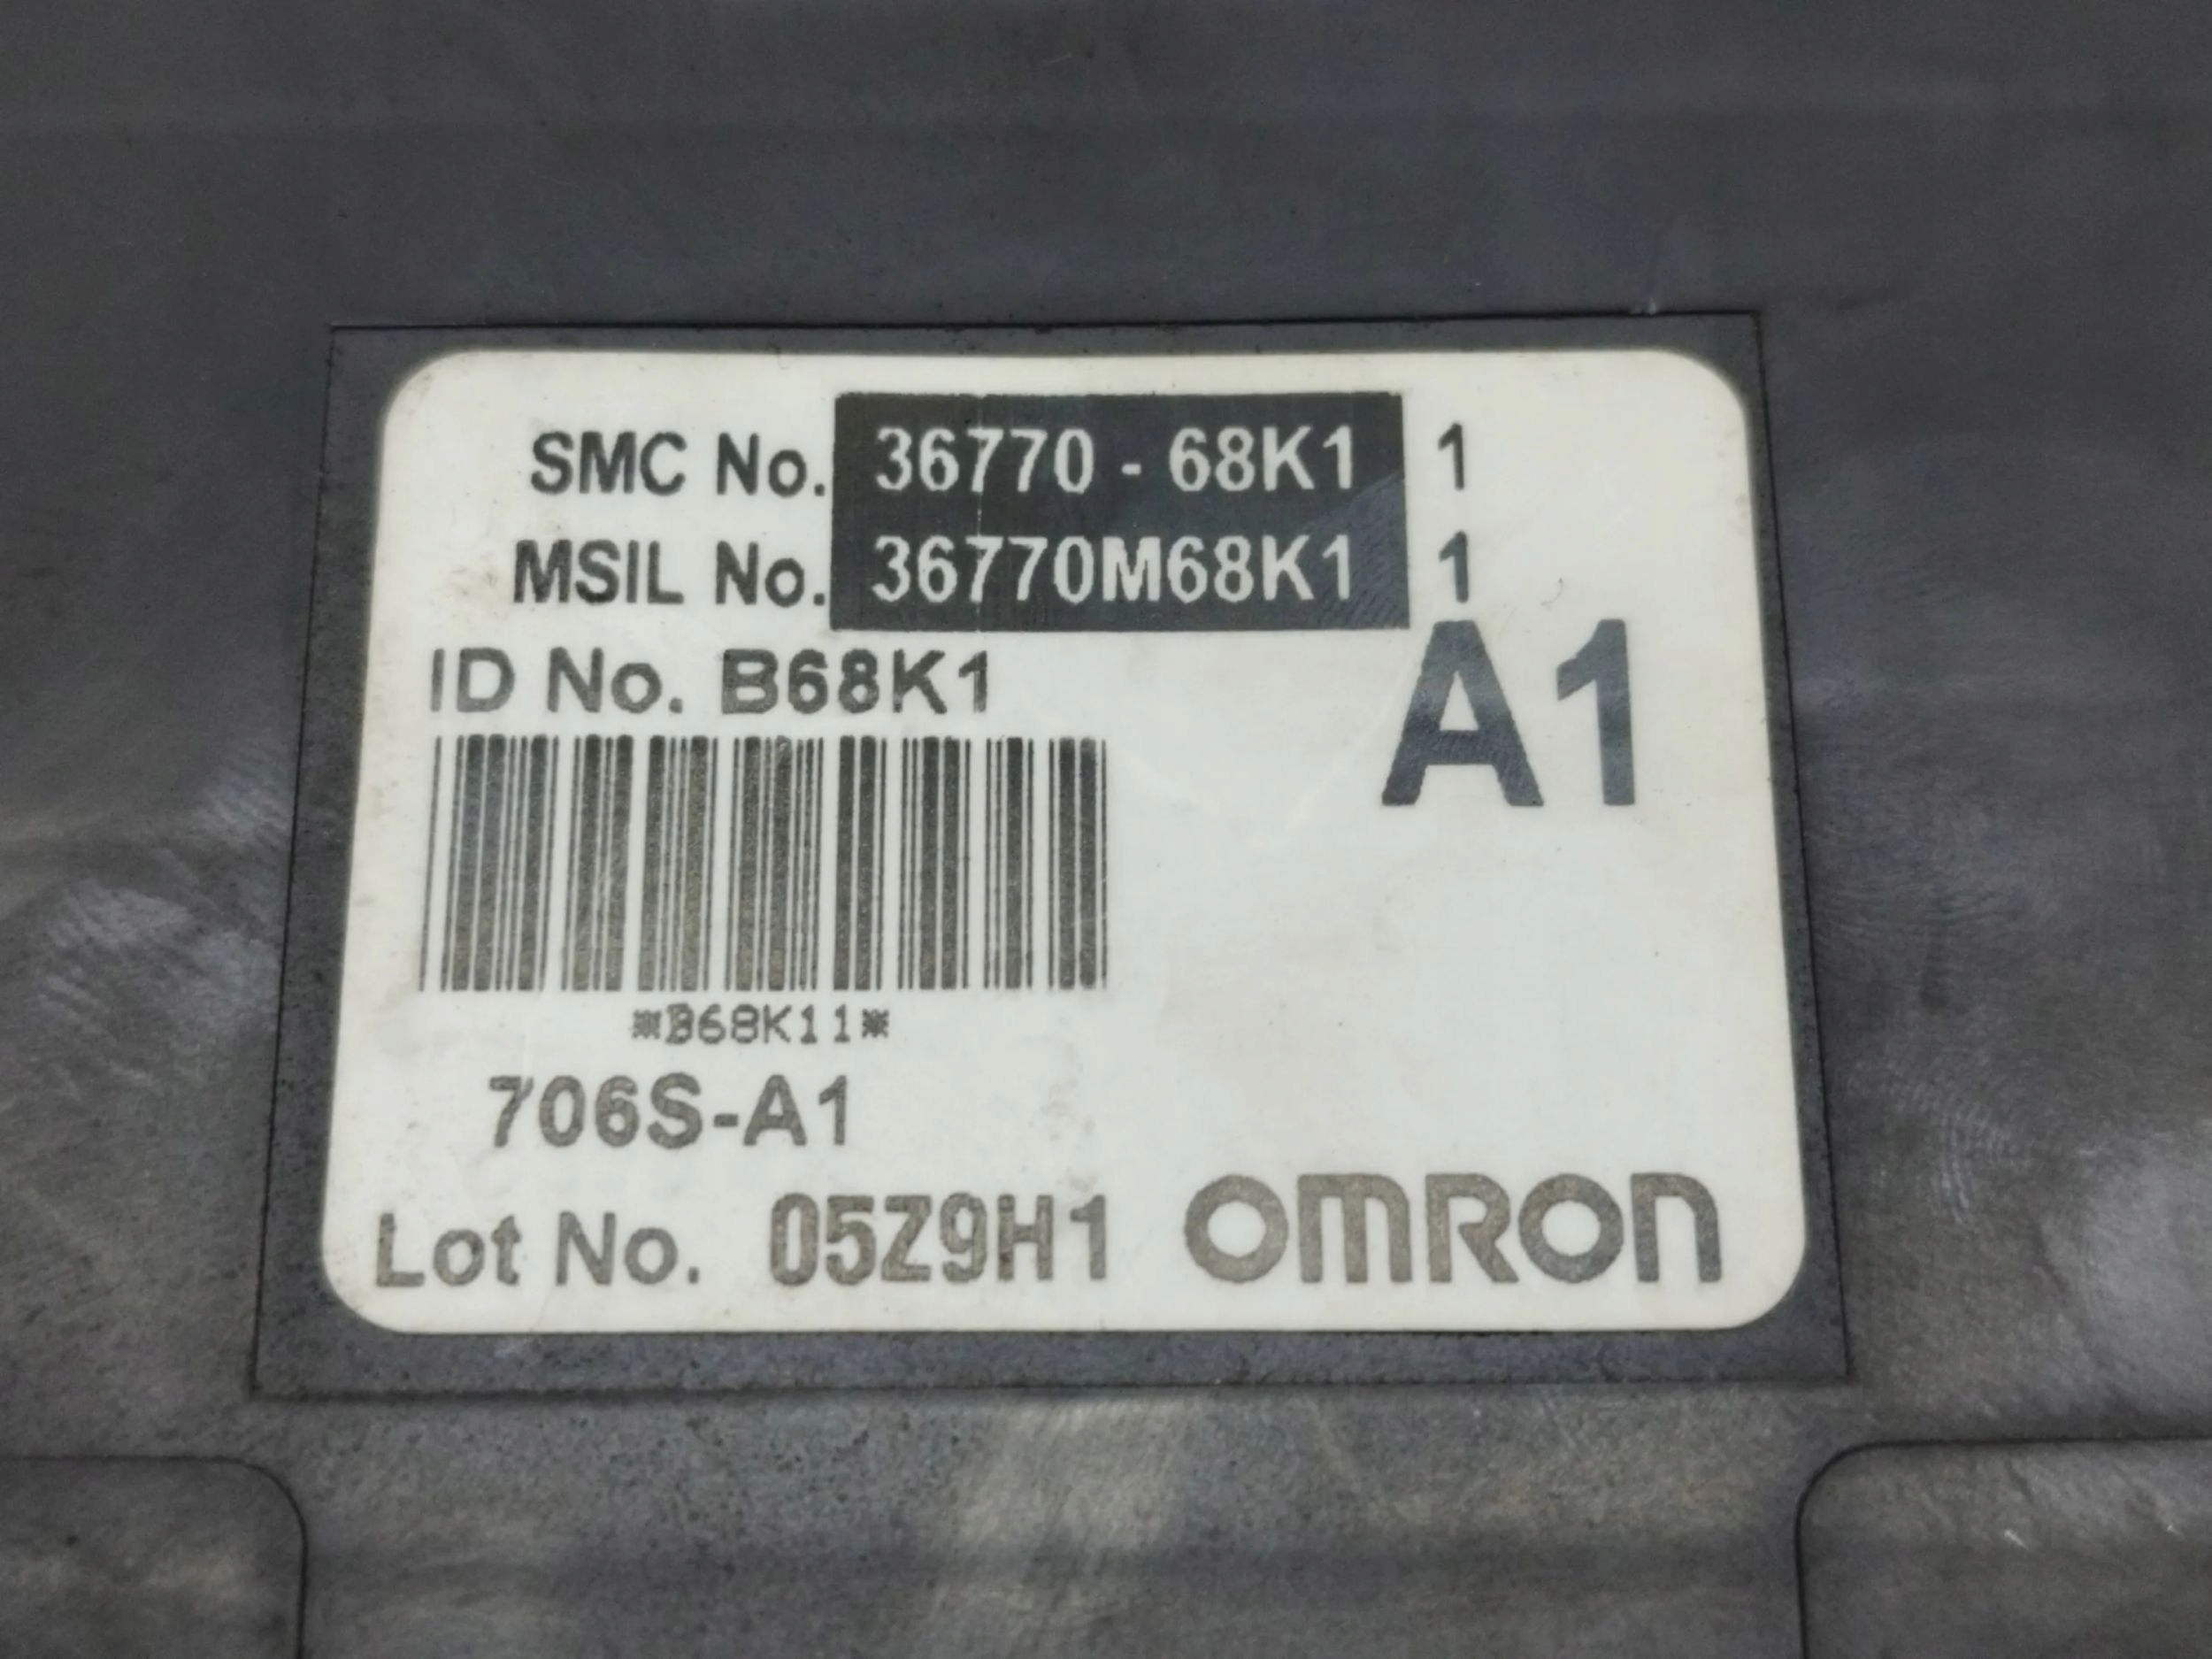 SMC No. 36770 - 68K1 1
MSIL No. 36770M68K1 1
ID No. B68K1
A1
*B68K11*
706S-A1
Lot No. 05Z9H1 OMRON